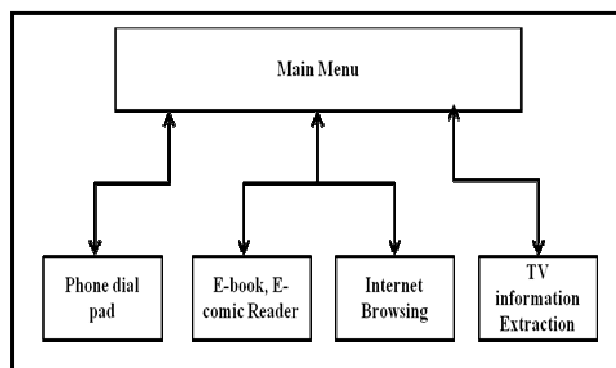 Main Menu
Phone dial
pad
E-book, E-
comic Reader
Internet
Browsing
TV
information
Extraction